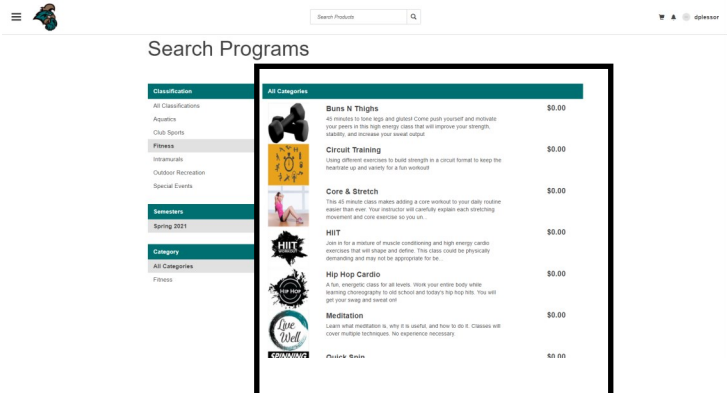 Search Products
dplessor
Search Programs
Classification
All Classifications
Aquatics
Club Sports
Fitness
Intramurals
Outdoor Recreation
Special Events
Semesters
Spring 2021
Category
All Categories
Fitness
All Categories
Buns N Thighs $0.00
45 minutes to tone legs and glutes! Come push yourself and motivate
your peers in this high energy class that will improve your strength,
stability, and increase your sweat output.
Circuit Training $0.00
Using different exercises to build strength in a circuit format to keep the
heartrate up and variety for a fun workout!
Core & Stretch $0.00
This 45 minute class makes adding a core workout to your daily routine
easier than ever. Your instructor will carefully explain each stretching
movement and core exercise so you un...
HIIT $0.00
HIIT
WORKOUT
Join in for a mixture of muscle conditioning and high energy cardio
exercises that will shape and define. This class could be physically
demanding and may not be appropriate for be...
Hip Hop Cardio $0.00
HIP HOP
A fun, energetic class for all levels. Work your entire body while
learning choreography to old school and today's hip hop hits. You will
get your swag and sweat on!
Meditation $0.00
Live
Well
Learn what meditation is, why it is useful, and how to do it. Classes will
cover multiple techniques. No experience necessary.
SPINNING
Quick Spin $0.00